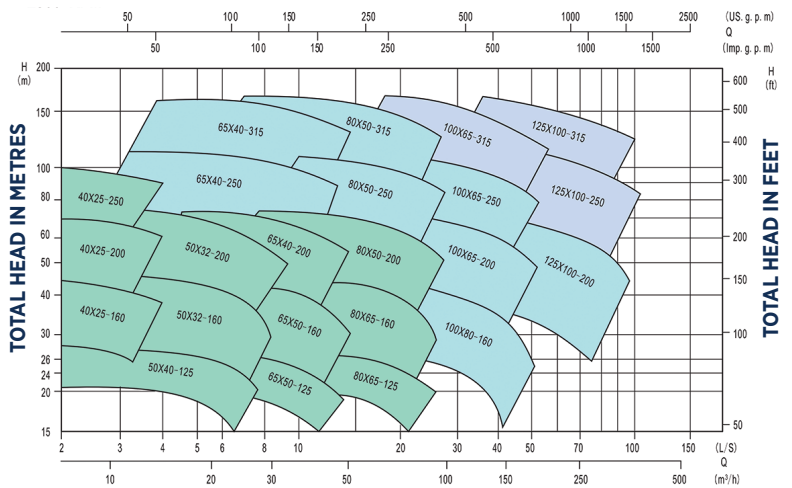 50 100 250 500 1000 1500 2500 (US. g. p. m)
Q
50 100 150 250 500 1000 1500 (Imp. g. p. m)
H
(m)
H
(ft)
TOTAL HEAD IN METRES
200
150
100
80
60
50
40
30
26
24
20
15
65X40-315
80X50-315
100X65-315
125X100-315
40X25-250
65X40-250
80X50-250
100X65-250
125X100-250
40X25-200
50X32-200
65X40-200
80X50-200
100X65-200
125X100-200
40X25-160
50X32-160
65X50-160
80X65-160
100X80-160
50X40-125
65X50-125
80X65-125
600
500
400
300
200
150
100
50
TOTAL HEAD IN FEET
2 3 4 5 6 8 10 20 30 40 50 70 100 150 (L/S)
Q
10 20 30 50 100 150 250 500 (m³/h)